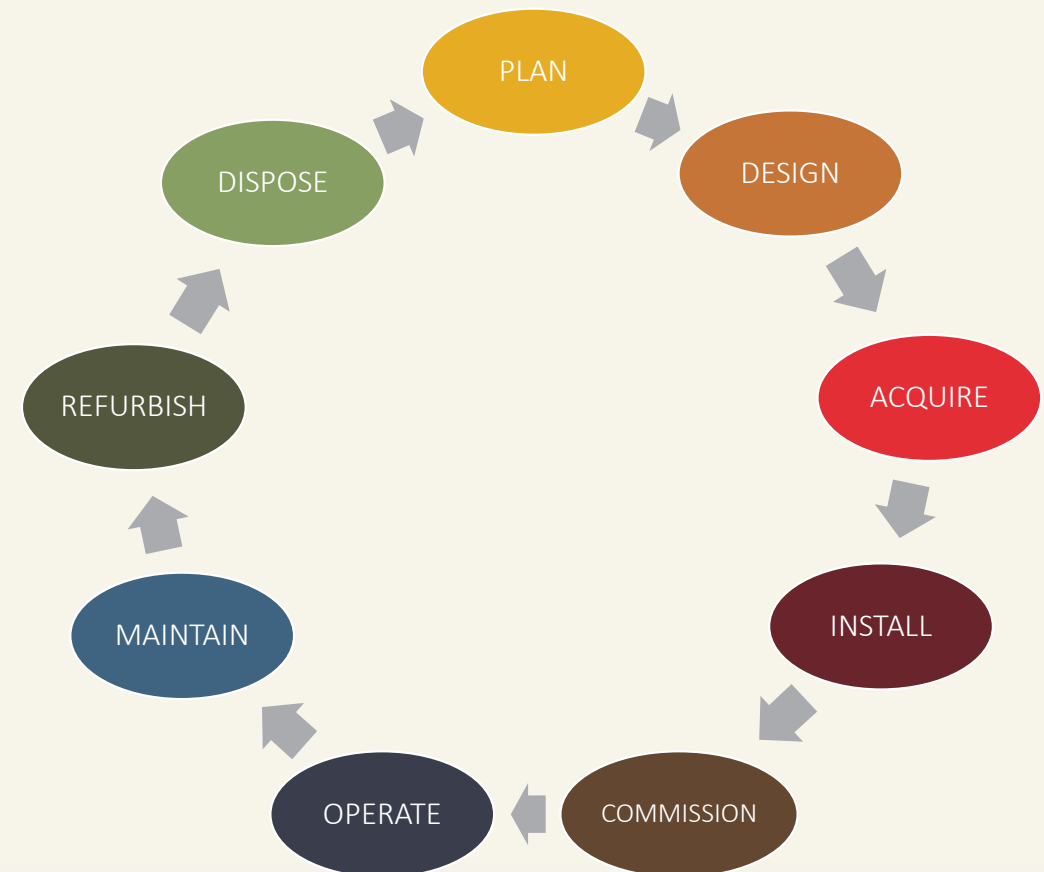 PLAN
DESIGN
ACQUIRE
INSTALL
COMMISSION
OPERATE
MAINTAIN
REFURBISH
DISPOSE